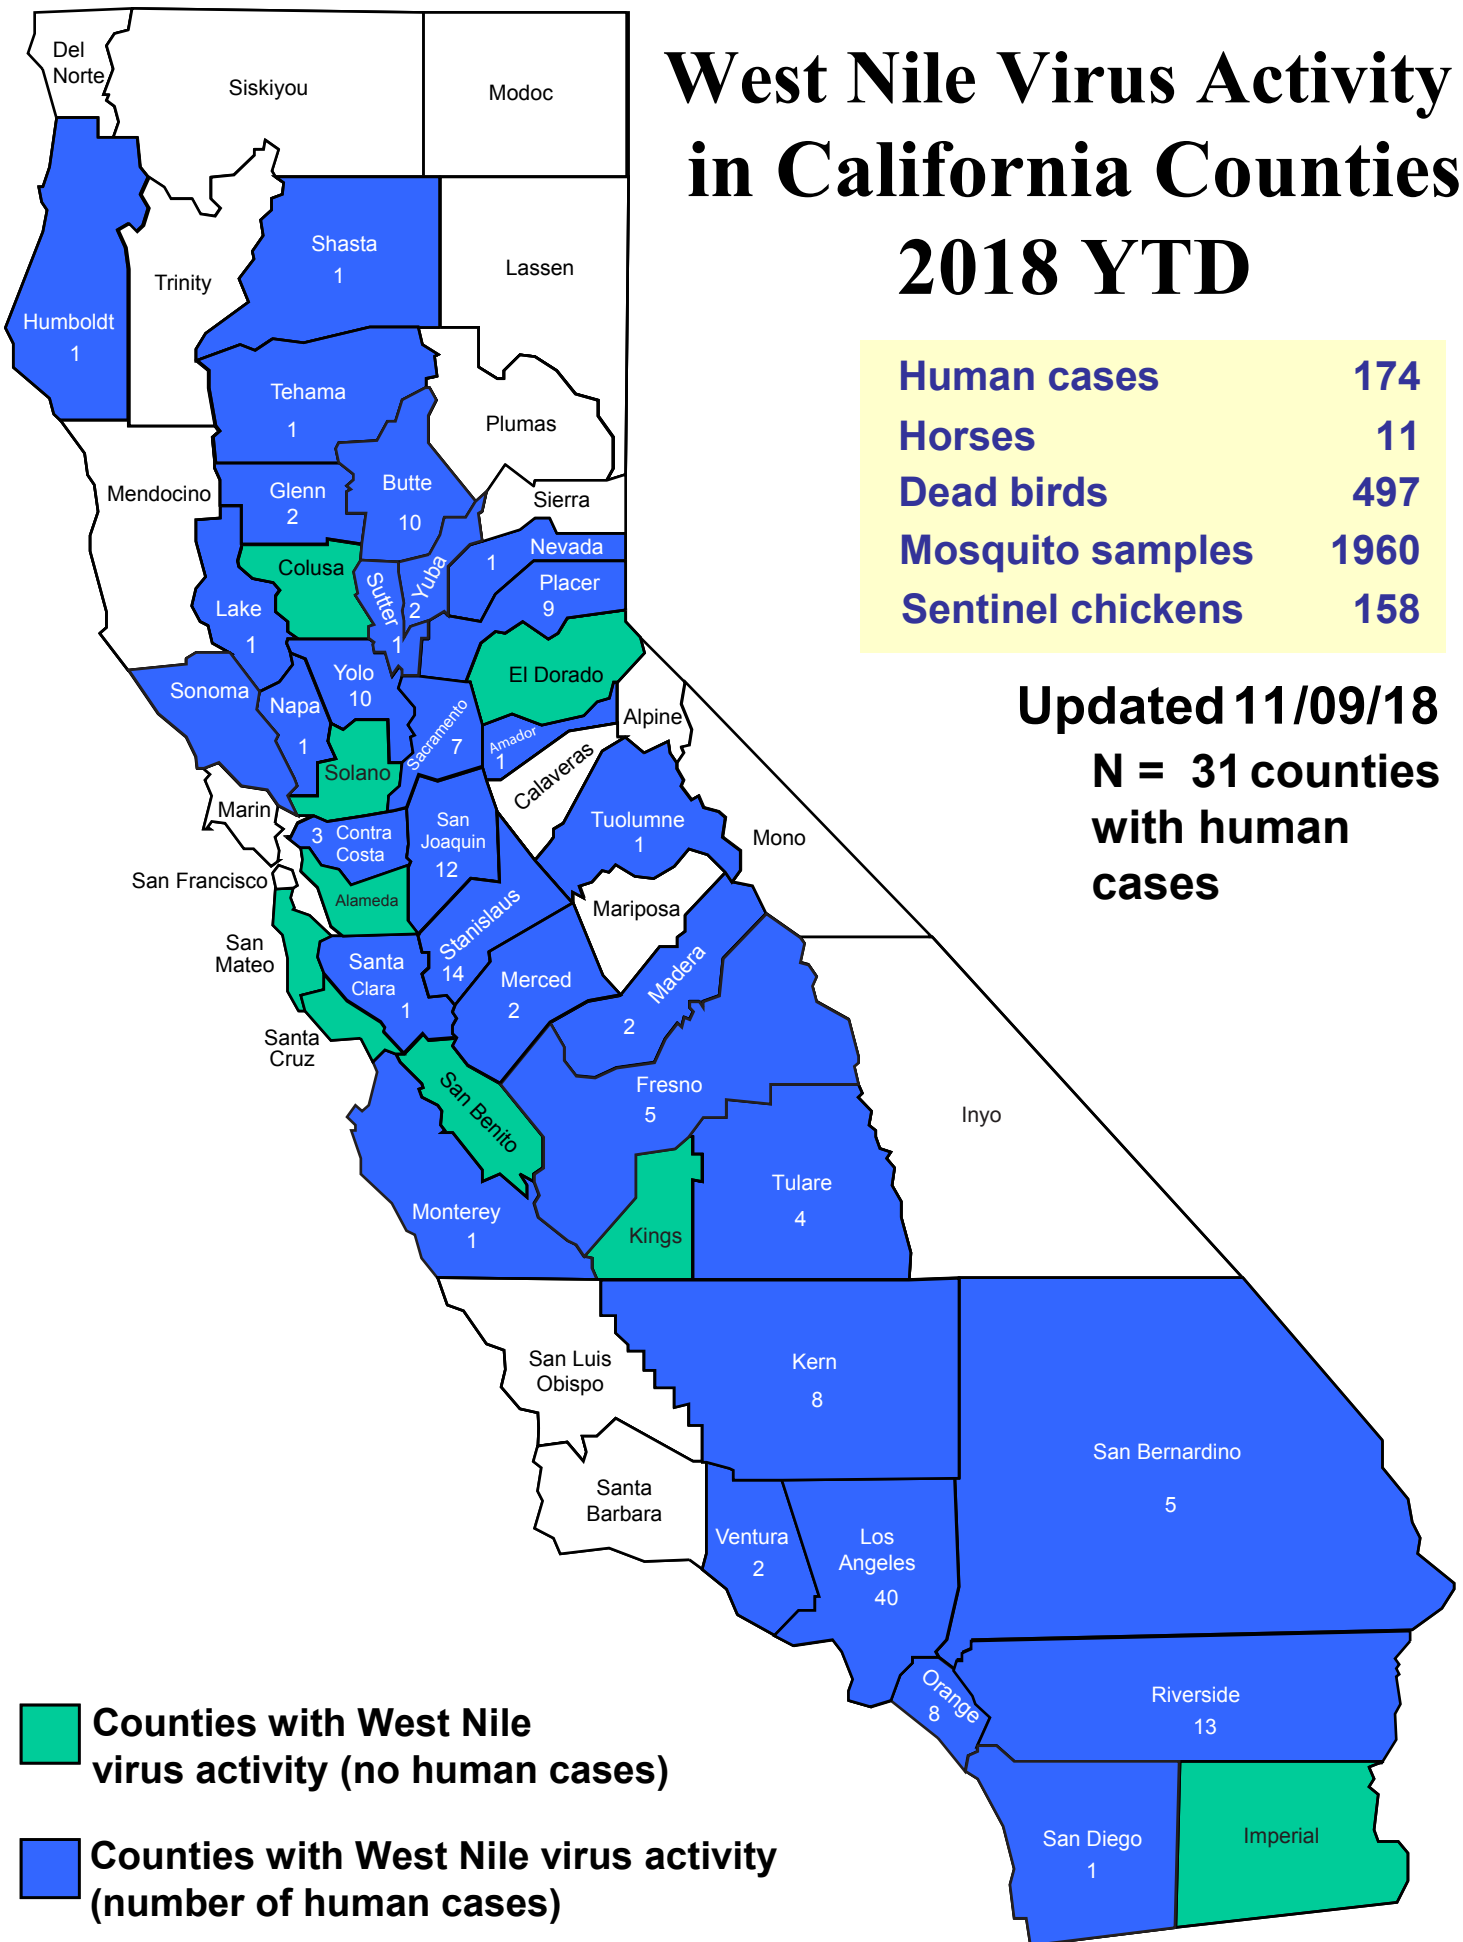 West Nile Virus Activity
in California Counties
2018 YTD
Human cases 174
Horses 11
Dead birds 497
Mosquito samples 1960
Sentinel chickens 158
Updated 11/09/18
N = 31 counties
with human
cases
Del
Norte
Siskiyou
Modoc
Humboldt
1
Trinity
Shasta
1
Lassen
Tehama
1
Plumas
Mendocino
Glenn
2
Butte
10
Sierra
Colusa
Lake
1
Sutter
1
Yuba
2
Nevada
1
Placer
9
El Dorado
Sonoma
Napa
1
Yolo
10
Sacramento
7
Amador
1
Alpine
Solano
Calaveras
Marin
3 Contra
Costa
San
Joaquin
12
Tuolumne
1
Mono
San Francisco
Alameda
Stanislaus
14
Mariposa
San
Mateo
Santa
Clara
1
Merced
2
Madera
2
Santa
Cruz
San Benito
Fresno
5
Inyo
Monterey
1
Kings
Tulare
4
San Luis
Obispo
Kern
8
San Bernardino
5
Santa
Barbara
Ventura
2
Los
Angeles
40
Orange
8
Riverside
13
San Diego
1
Imperial
Counties with West Nile
virus activity (no human cases)
Counties with West Nile virus activity
(number of human cases)